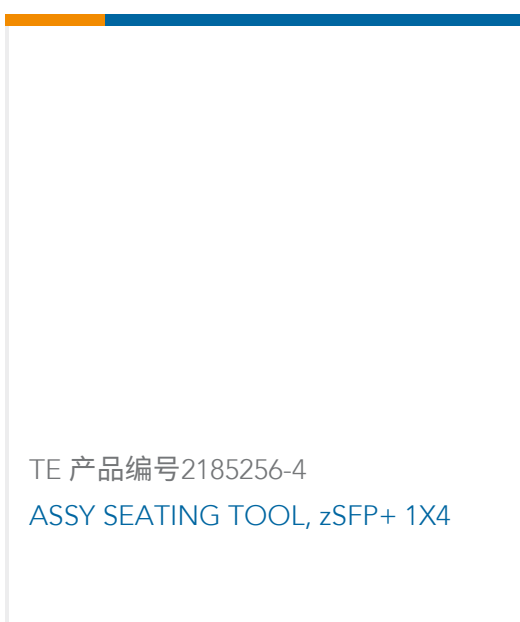 TE 产品编号2185256-4
ASSY SEATING TOOL, zSFP+ 1X4